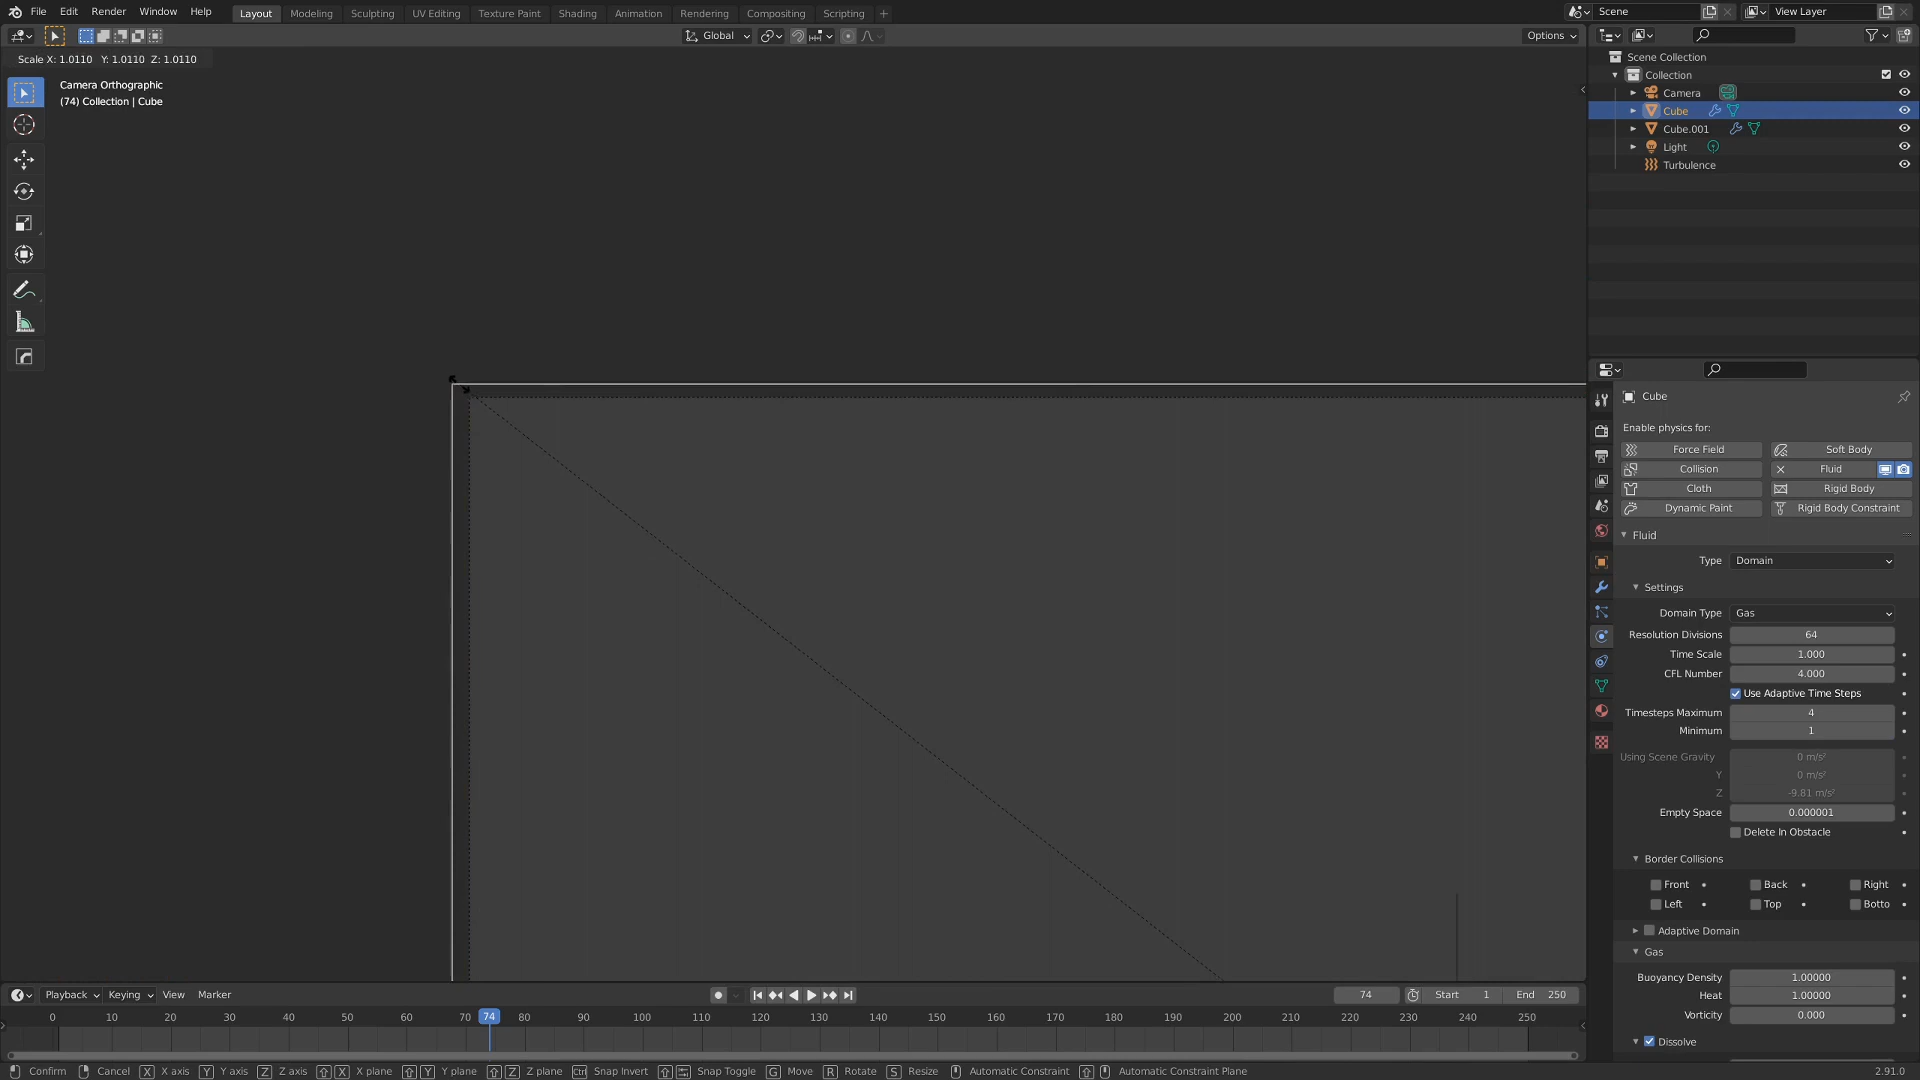 File Edit Render Window Help Layout Modeling Sculpting UV Editing Texture Paint Shading Animation Rendering Compositing Scripting + Scene View Layer
Global Options
Scale X: 1.0110 Y: 1.0110 Z: 1.0110
Camera Orthographic
(74) Collection | Cube
Scene Collection
Collection
Camera
Cube
Cube.001
Light
Turbulence
Cube
Enable physics for:
Force Field Soft Body
Collision Fluid
Cloth Rigid Body
Dynamic Paint Rigid Body Constraint
Fluid
Type Domain
Settings
Domain Type Gas
Resolution Divisions 64
Time Scale 1.000
CFL Number 4.000
Use Adaptive Time Steps
Timesteps Maximum 4
Minimum 1
Using Scene Gravity 0 m/s²
Y 0 m/s²
Z -9.81 m/s²
Empty Space 0.000001
Delete In Obstacle
Border Collisions
Front Back Right
Left Top Botto
Adaptive Domain
Gas
Buoyancy Density 1.00000
Heat 1.00000
Vorticity 0.000
Dissolve
Playback Keying View Marker 74 Start 1 End 250
0 10 20 30 40 50 60 70 74 80 90 100 110 120 130 140 150 160 170 180 190 200 210 220 230 240 250
Confirm Cancel X X axis Y Y axis Z Z axis X X plane Y Y plane Z Z plane Ctrl Snap Invert Snap Toggle G Move R Rotate S Resize Automatic Constraint Automatic Constraint Plane 2.91.0